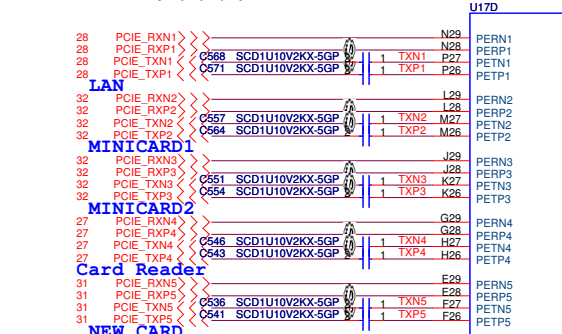 U17D
28 PCIE_RXN1 N29 PERN1
28 PCIE_RXP1 N28 PERP1
28 PCIE_TXN1 C568 SCD1U10V2KX-5GP 1 TXN1 P27 PETN1
28 PCIE_TXP1 C571 SCD1U10V2KX-5GP 1 TXP1 P26 PETP1
LAN
32 PCIE_RXN2 L29 PERN2
32 PCIE_RXP2 L28 PERP2
32 PCIE_TXN2 C557 SCD1U10V2KX-5GP 1 TXN2 M27 PETN2
32 PCIE_TXP2 C564 SCD1U10V2KX-5GP 1 TXP2 M26 PETP2
MINICARD1
32 PCIE_RXN3 J29 PERN3
32 PCIE_RXP3 J28 PERP3
32 PCIE_TXN3 C551 SCD1U10V2KX-5GP 1 TXN3 K27 PETN3
32 PCIE_TXP3 C554 SCD1U10V2KX-5GP 1 TXP3 K26 PETP3
MINICARD2
27 PCIE_RXN4 G29 PERN4
27 PCIE_RXP4 G28 PERP4
27 PCIE_TXN4 C546 SCD1U10V2KX-5GP 1 TXN4 H27 PETN4
27 PCIE_TXP4 C543 SCD1U10V2KX-5GP 1 TXP4 H26 PETP4
Card Reader
31 PCIE_RXN5 E29 PERN5
31 PCIE_RXP5 E28 PERP5
31 PCIE_TXN5 C536 SCD1U10V2KX-5GP 1 TXN5 F27 PETN5
31 PCIE_TXP5 C541 SCD1U10V2KX-5GP 1 TXP5 F26 PETP5
NEW CARD